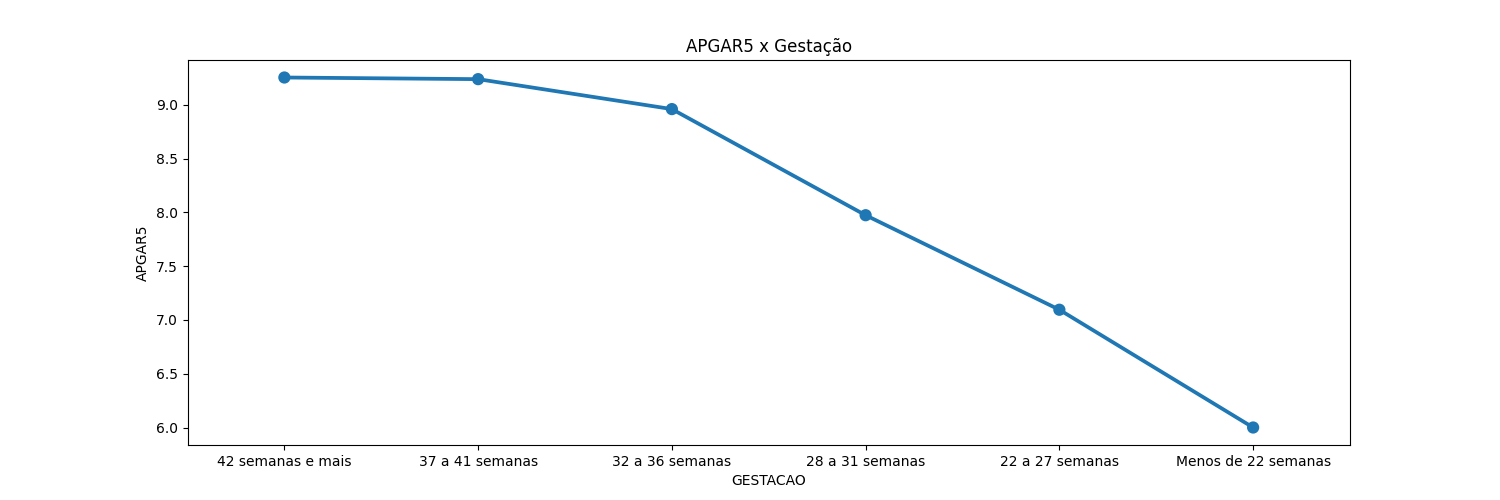 APGAR5 x Gestação
APGAR5
9.0
8.5
8.0
7.5
7.0
6.5
6.0
42 semanas e mais
37 a 41 semanas
32 a 36 semanas
28 a 31 semanas
22 a 27 semanas
Menos de 22 semanas
GESTACAO